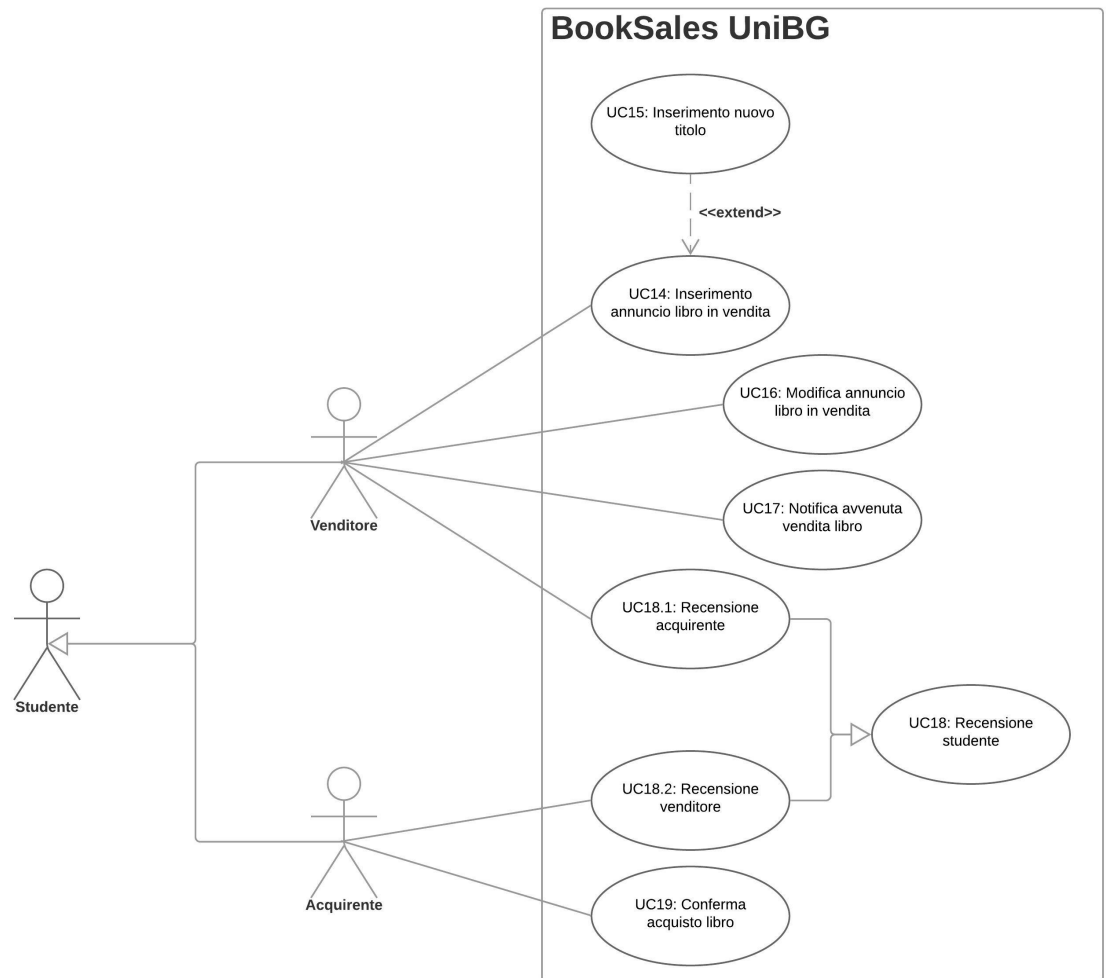 BookSales UniBG
UC15: Inserimento nuovo
titolo
<<extend>>
UC14: Inserimento
annuncio libro in vendita
UC16: Modifica annuncio
libro in vendita
UC17: Notifica avvenuta
vendita libro
Venditore
UC18.1: Recensione
acquirente
Studente
UC18: Recensione
studente
UC18.2: Recensione
venditore
Acquirente
UC19: Conferma
acquisto libro